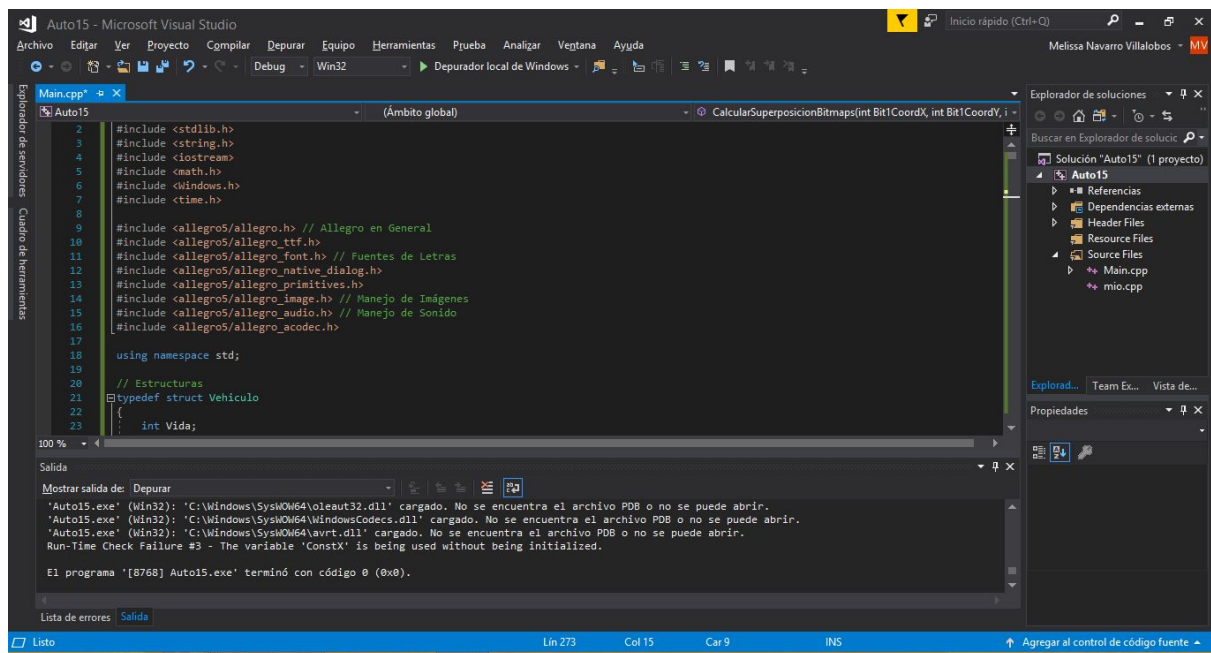 Auto15 - Microsoft Visual Studio
Inicio rápido (Ctrl+Q)
Archivo Editar Ver Proyecto Compilar Depurar Equipo Herramientas Prueba Analizar Ventana Ayuda
Melissa Navarro Villalobos
MV
Debug
Win32
Depurador local de Windows
Explorador de servidores
Cuadro de herramientas
Main.cpp*
Auto15
(Ámbito global)
CalcularSuperposicionBitmaps(int Bit1CoordX, int Bit1CoordY, i
2 #include <stdlib.h>
3 #include <string.h>
4 #include <iostream>
5 #include <math.h>
6 #include <Windows.h>
7 #include <time.h>
8
9 #include <allegro5/allegro.h> // Allegro en General
10 #include <allegro5/allegro_ttf.h>
11 #include <allegro5/allegro_font.h> // Fuentes de Letras
12 #include <allegro5/allegro_native_dialog.h>
13 #include <allegro5/allegro_primitives.h>
14 #include <allegro5/allegro_image.h> // Manejo de Imágenes
15 #include <allegro5/allegro_audio.h> // Manejo de Sonido
16 #include <allegro5/allegro_acodec.h>
17
18 using namespace std;
19
20 // Estructuras
21 typedef struct Vehiculo
22 {
23 int Vida;
100 %
Salida
Mostrar salida de: Depurar
'Auto15.exe' (Win32): 'C:\Windows\SysWOW64\oleaut32.dll' cargado. No se encuentra el archivo PDB o no se puede abrir.
'Auto15.exe' (Win32): 'C:\Windows\SysWOW64\WindowsCodecs.dll' cargado. No se encuentra el archivo PDB o no se puede abrir.
'Auto15.exe' (Win32): 'C:\Windows\SysWOW64\avrt.dll' cargado. No se encuentra el archivo PDB o no se puede abrir.
Run-Time Check Failure #3 - The variable 'ConstX' is being used without being initialized.
El programa '[8768] Auto15.exe' terminó con código 0 (0x0).
Lista de errores Salida
Explorador de soluciones
Buscar en Explorador de soluci
Solución "Auto15" (1 proyecto)
Auto15
Referencias
Dependencias externas
Header Files
Resource Files
Source Files
Main.cpp
mio.cpp
Explorad... Team Ex... Vista de...
Propiedades
Listo
Lín 273
Col 15
Car 9
INS
Agregar al control de código fuente